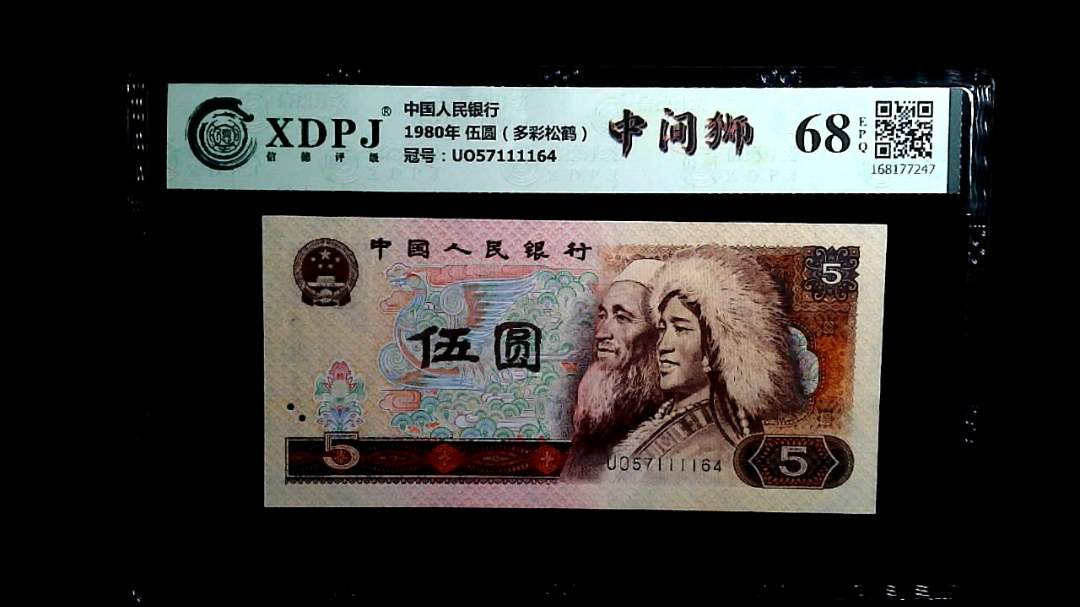 XDPJ®
信德评级
中国人民银行
1980年 伍圆（多彩松鹤）
冠号：UO57111164
中间狮
68
EPQ
168177247
中国人民银行
5
伍圆
5
UO57111164
5